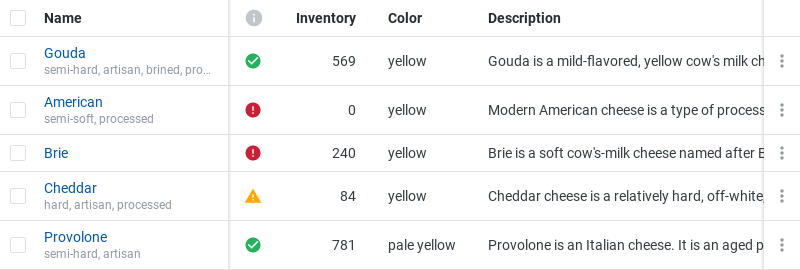 Name Inventory Color Description
Gouda 569 yellow Gouda is a mild-flavored, yellow cow's milk ch
semi-hard, artisan, brined, pro...
American 0 yellow Modern American cheese is a type of process
semi-soft, processed
Brie 240 yellow Brie is a soft cow's-milk cheese named after
Cheddar 84 yellow Cheddar cheese is a relatively hard, off-white,
hard, artisan, processed
Provolone 781 pale yellow Provolone is an Italian cheese. It is an aged p
semi-hard, artisan